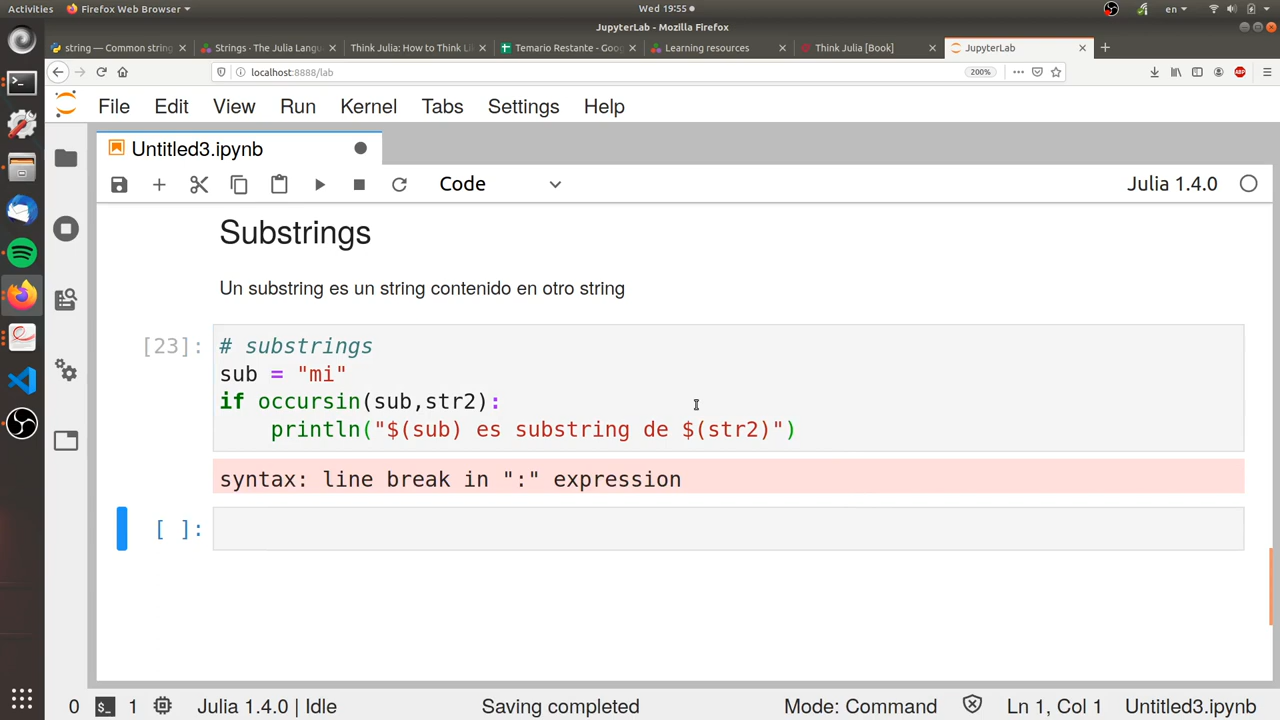 Activities Firefox Web Browser Wed 19:55 en
JupyterLab - Mozilla Firefox
string — Common string Strings · The Julia Langu Think Julia: How to Think Li Temario Restante - Goog Learning resources Think Julia [Book] JupyterLab
localhost:8888/lab 200% ABP
File Edit View Run Kernel Tabs Settings Help
Untitled3.ipynb
Code Julia 1.4.0
Substrings
Un substring es un string contenido en otro string
[23]: # substrings
sub = "mi"
if occursin(sub,str2):
println("$(sub) es substring de $(str2)")
syntax: line break in ":" expression
[ ]:
0 $_ 1 Julia 1.4.0 | Idle Saving completed Mode: Command Ln 1, Col 1 Untitled3.ipynb